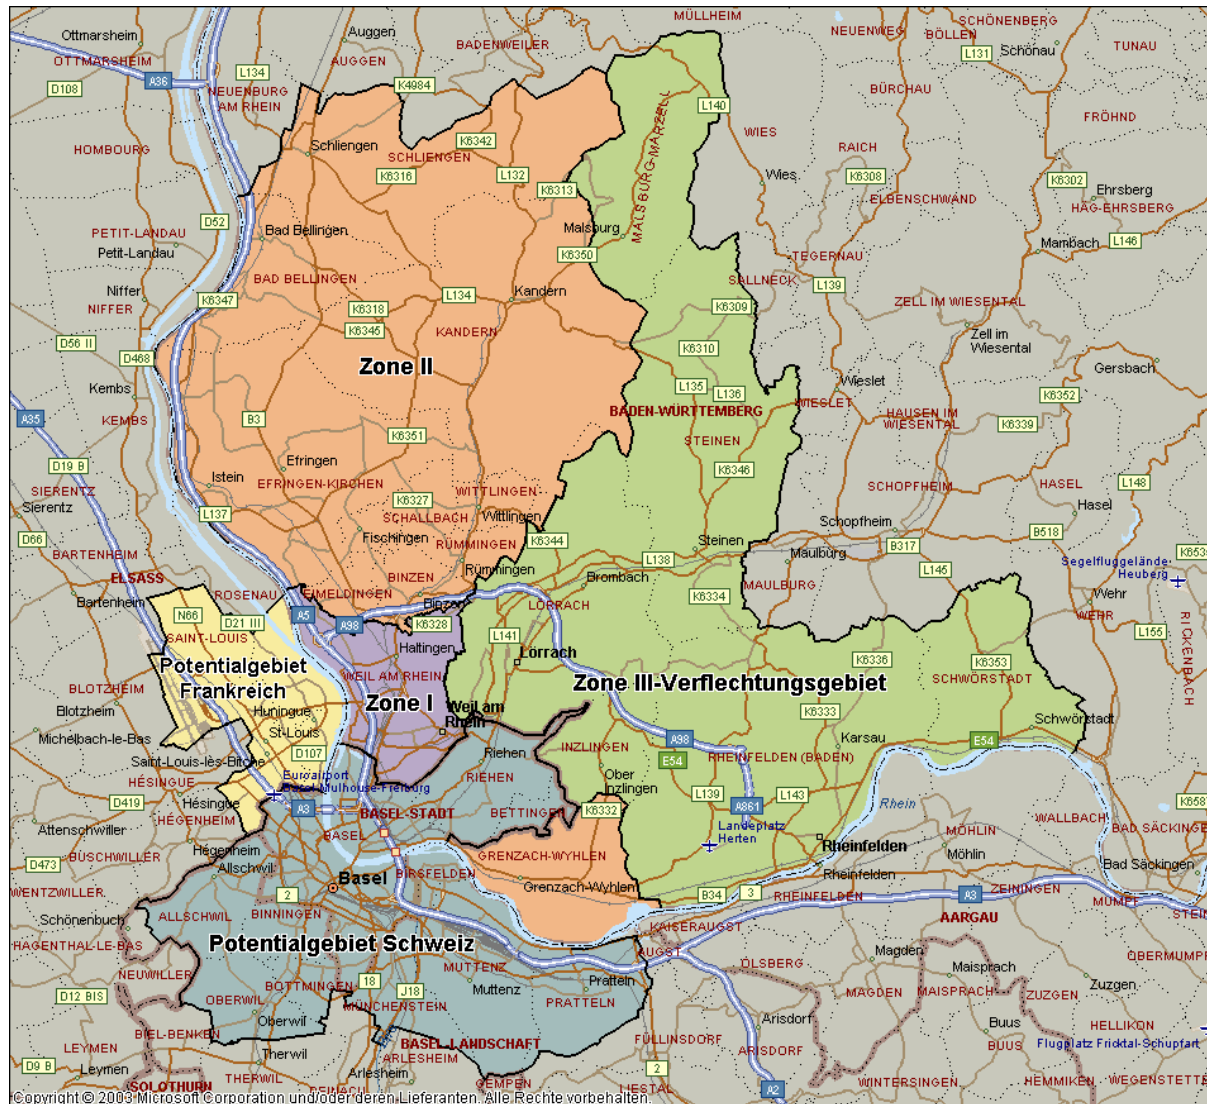 Ottmarsheim
OTTMARSHEIM
D108
A36
L134
NEUENBURG
AM RHEIN
Auggen
AUGGEN
K4984
BADENWEILER
MÜLLHEIM
NEUENWEG
BÖLLEN
SCHÖNENBERG
Schönau
L131
TUNAU
HOMBOURG
Schliengen
SCHLIENGEN
K6342
K6316
L132
K6313
MALSBURG-MARZELL
L140
WIES
BÜRCHAU
FRÖHND
RAICH
Wies
K6308
K6302
Ehrsberg
HÄG-EHRSBERG
ELBENSCHWAND
D52
PETIT-LANDAU
Petit-Landau
Bad Bellingen
Malsburg
K6350
Mambach
L146
TEGERNAU
BAD BELLINGEN
SALLNECK
L139
Niffer
NIFFER
K6347
L134
Kandern
K6318
K6345
KANDERN
K6309
ZELL IM WIESENTAL
Zell im
Wiesental
D56 II
D468
Zone II
K6310
Gersbach
Kembs
KEMBS
L135
L136
Wieslet
WIESLET
K6352
A35
B3
BADEN-WÜRTTEMBERG
HAUSEN IM
WIESENTAL
K6339
K6351
STEINEN
D19 B
Efringen
Istein
EFRINGEN-KIRCHEN
K6346
SIERENTZ
Sierentz
SCHOPFHEIM
HASEL
L148
Hasel
K6327
WITTLINGEN
SCHALLBACH
Wittlingen
L137
Schopfheim
D66
BARTENHEIM
Fischingen
RÜMMINGEN
K6344
Steinen
Maulburg
B317
B518
ELSASS
Rümmingen
L138
Brombach
MAULBURG
L145
Segelfluggelände-
Heuberg
Bartenheim
ROSENAU
EIMELDINGEN
BINZEN
LÖRRACH
K6334
Wehr
WEHR
RICKENBACH
N66
D21 III
A5
A98
K6328
L141
SAINT-LOUIS
Haltingen
Lörrach
K6336
K6353
L155
Potentialgebiet
Frankreich
WEIL AM RHEIN
Zone III-Verflechtungsgebiet
SCHWÖRSTADT
BLOTZHEIM
Blotzheim
Huningue
Zone I
Weil am
Rhein
K6333
Schwörstadt
Michelbach-le-Bas
St-Louis
D107
Saint-Louis-lès-Bitche
Riehen
RIEHEN
INZLINGEN
A98
Karsau
E54
E54
RHEINFELDEN (BADEN)
HÉSINGUE
Euroairport
Basel Mulhouse-Freiburg
Ober
Inzlingen
D419
Hésingue
HÉGENHEIM
A3
BASEL-STADT
BETTINGEN
K6332
L139
L143
A861
Rhein
WALLBACH
Attenschwiller
BASEL
Landeplatz
Herten
MÖHLIN
Möhlin
BAD SÄCKINGEN
D473
BUSCHWILLER
Hégenheim
Allschwil
GRENZACH-WYHLEN
Rheinfelden
Bad Säckingen
Basel
BIRSFELDEN
Grenzach-Wyhlen
Rheinfelden
WENTZWILLER
2
B34
3
RHEINFELDEN
A3
ZEININGEN
MUMPF
Schönenbuch
ALLSCHWIL
BINNINGEN
KAISERAUGST
AARGAU
HAGENTHAL-LE-BAS
Potentialgebiet Schweiz
AUGST
Magden
NEUWILLER
MUTTENZ
OLSBERG
Maisprach
OBERMUMPF
D12 BIS
BOTTMINGEN
18
J18
Muttenz
Pratteln
PRATTELN
MAGDEN
MAISPRACH
ZUZGEN
Zuzgen
OBERWIL
Oberwil
MÜNCHENSTEIN
Arisdorf
Buus
BUUS
HELLIKON
BIEL-BENKEN
LEYMEN
Leymen
D9 B
Therwil
THERWIL
BASEL-LANDSCHAFT
ARLESHEIM
Arlesheim
FÜLLINSDORF
ARISDORF
Flugplatz Fricktal-Schupfart
2
SOLOTHURN
GEMPEN
LIESTAL
A2
WINTERSINGEN
HEMMIKEN
Copyright © 2003 Microsoft Corporation und/oder deren Lieferanten. Alle Rechte vorbehalten.